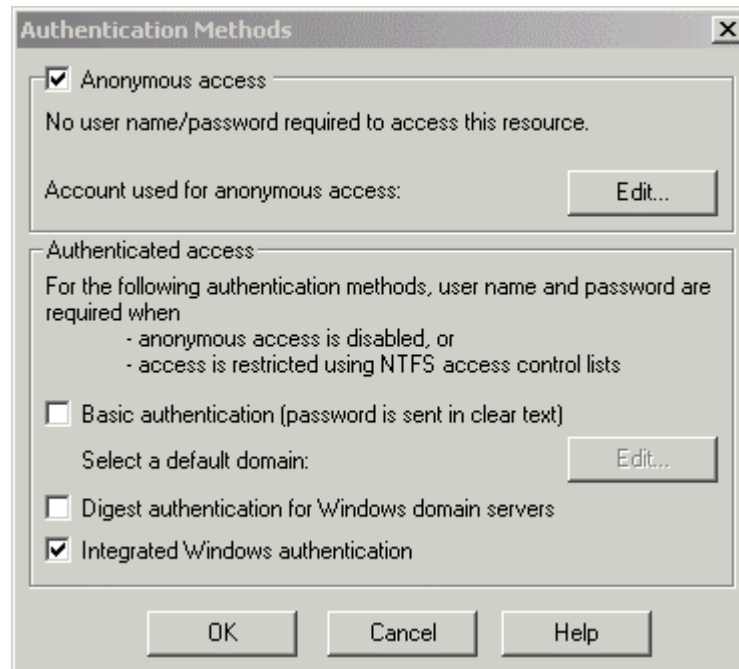 Authentication Methods
Anonymous access
No user name/password required to access this resource.
Account used for anonymous access:
Edit...
Authenticated access
For the following authentication methods, user name and password are
required when
- anonymous access is disabled, or
- access is restricted using NTFS access control lists
Basic authentication (password is sent in clear text)
Select a default domain:
Edit...
Digest authentication for Windows domain servers
Integrated Windows authentication
OK
Cancel
Help